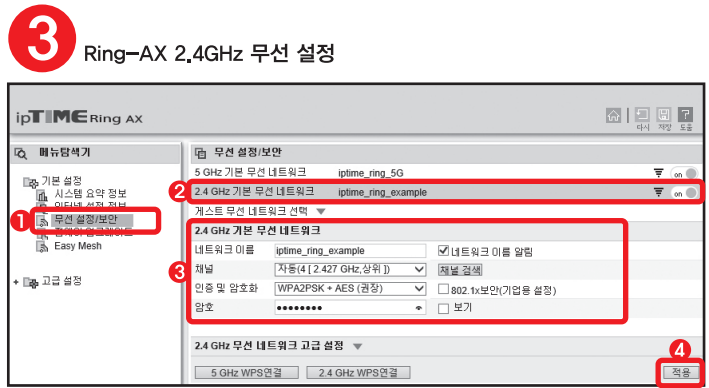 3
Ring-AX 2.4GHz 무선 설정
ipTIME Ring AX
다시 저장 도움
메뉴탐색기
무선 설정/보안
기본 설정
시스템 요약 정보
1 무선 설정/보안
Easy Mesh
고급 설정
5 GHz 기본 무선 네트워크 iptime_ring_5G on
2 2.4 GHz 기본 무선 네트워크 iptime_ring_example on
게스트 무선 네트워크 선택 ▼
2.4 GHz 기본 무선 네트워크
네트워크 이름 iptime_ring_example 네트워크 이름 알림
3 채널 자동(4 [ 2.427 GHz,상위 ]) 채널 검색
인증 및 암호화 WPA2PSK + AES (권장) 802.1x보안(기업용 설정)
암호 •••••••• 보기
2.4 GHz 무선 네트워크 고급 설정 ▼
4
5 GHz WPS연결 2.4 GHz WPS연결 적용